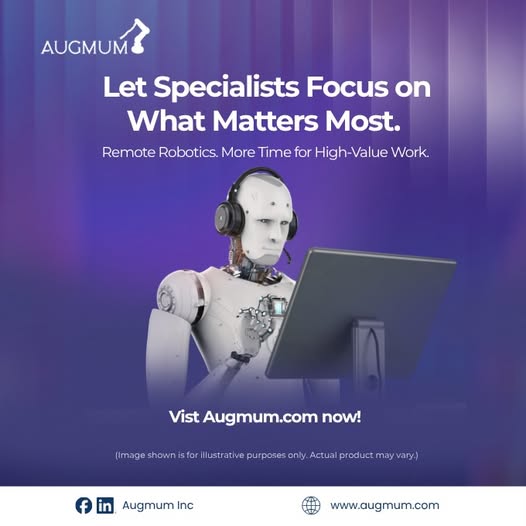 AUGMUM
Let Specialists Focus on
What Matters Most.
Remote Robotics. More Time for High-Value Work.
Vist Augmum.com now!
(Image shown is for illustrative purposes only. Actual product may vary.)
Augmum Inc
www.augmum.com